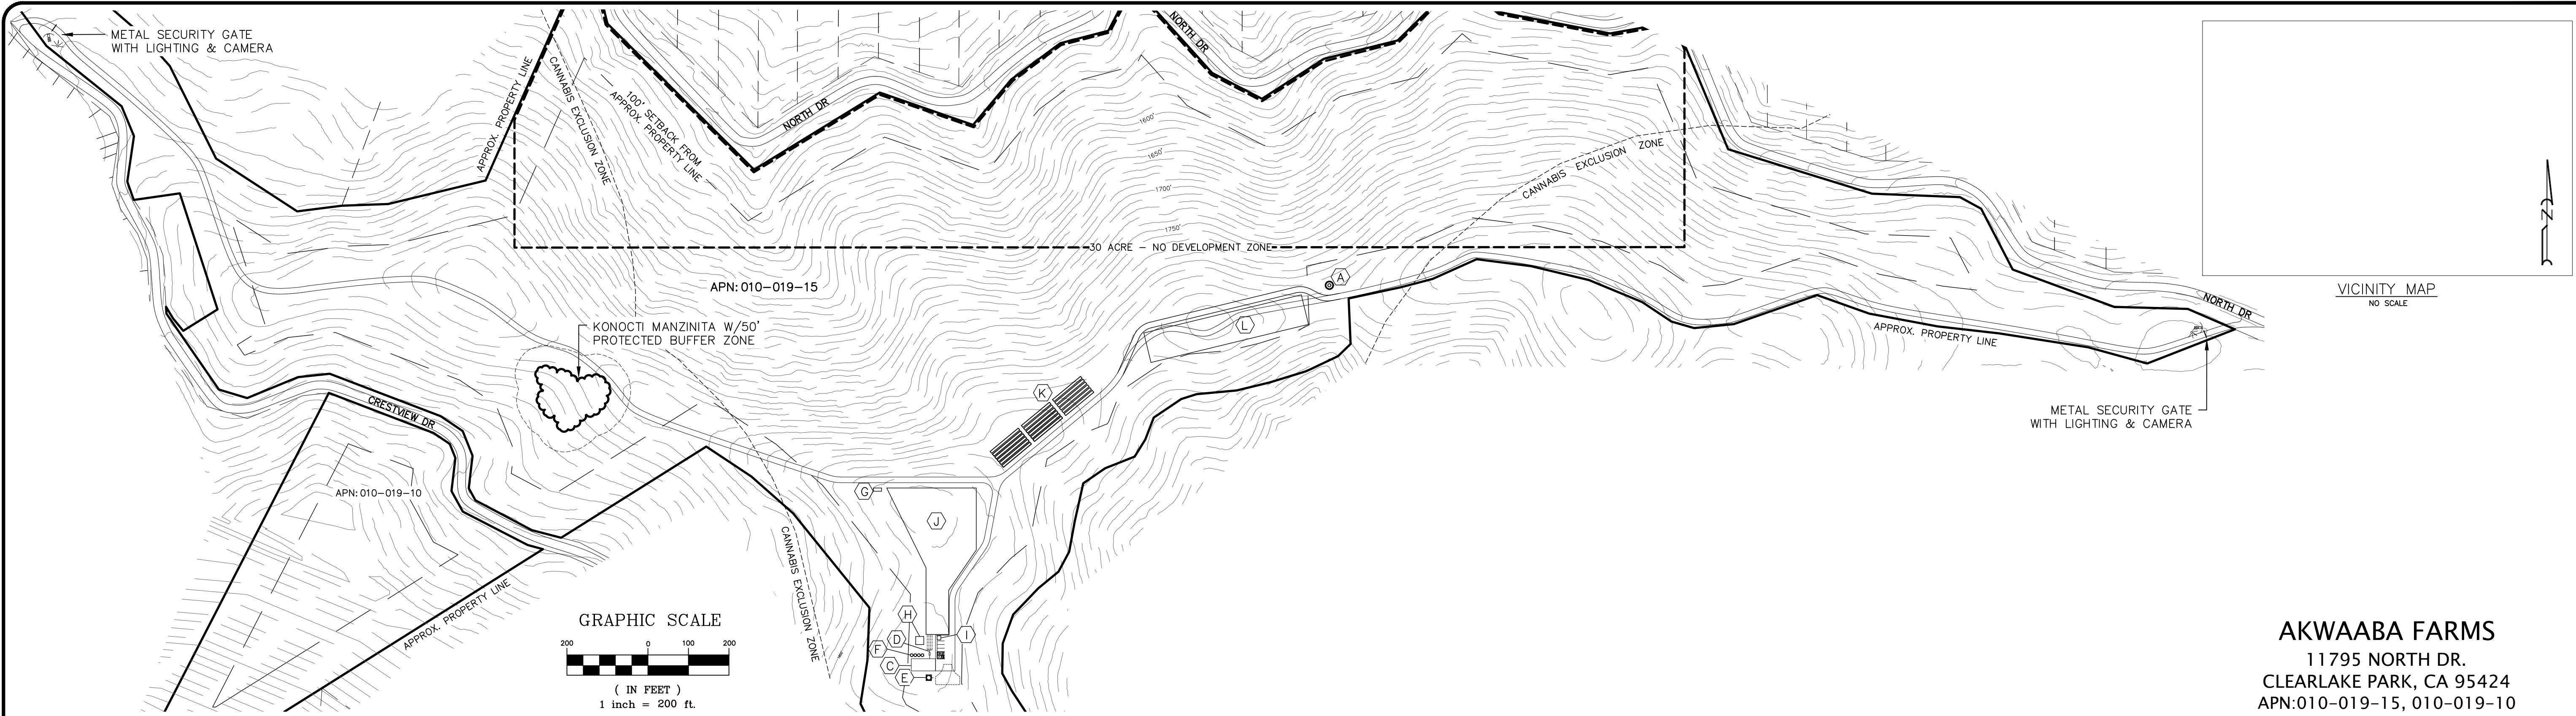 METAL SECURITY GATE
WITH LIGHTING & CAMERA
APPROX. PROPERTY LINE
CANNABIS EXCLUSION ZONE
100' SETBACK FROM
APPROX. PROPERTY LINE
NORTH DR
NORTH DR
1600'
1650'
1700'
1750'
CANNABIS EXCLUSION ZONE
30 ACRE - NO DEVELOPMENT ZONE
APN: 010-019-15
A
L
K
KONOCTI MANZINITA W/50'
PROTECTED BUFFER ZONE
VICINITY MAP
NO SCALE
N
NORTH DR
APPROX. PROPERTY LINE
METAL SECURITY GATE
WITH LIGHTING & CAMERA
CRESTVIEW DR
APN: 010-019-10
APPROX. PROPERTY LINE
CANNABIS EXCLUSION ZONE
G
J
H
D
I
F
C
E
GRAPHIC SCALE
200 0 100 200
( IN FEET )
1 inch = 200 ft.
AKWAABA FARMS
11795 NORTH DR.
CLEARLAKE PARK, CA 95424
APN:010-019-15, 010-019-10